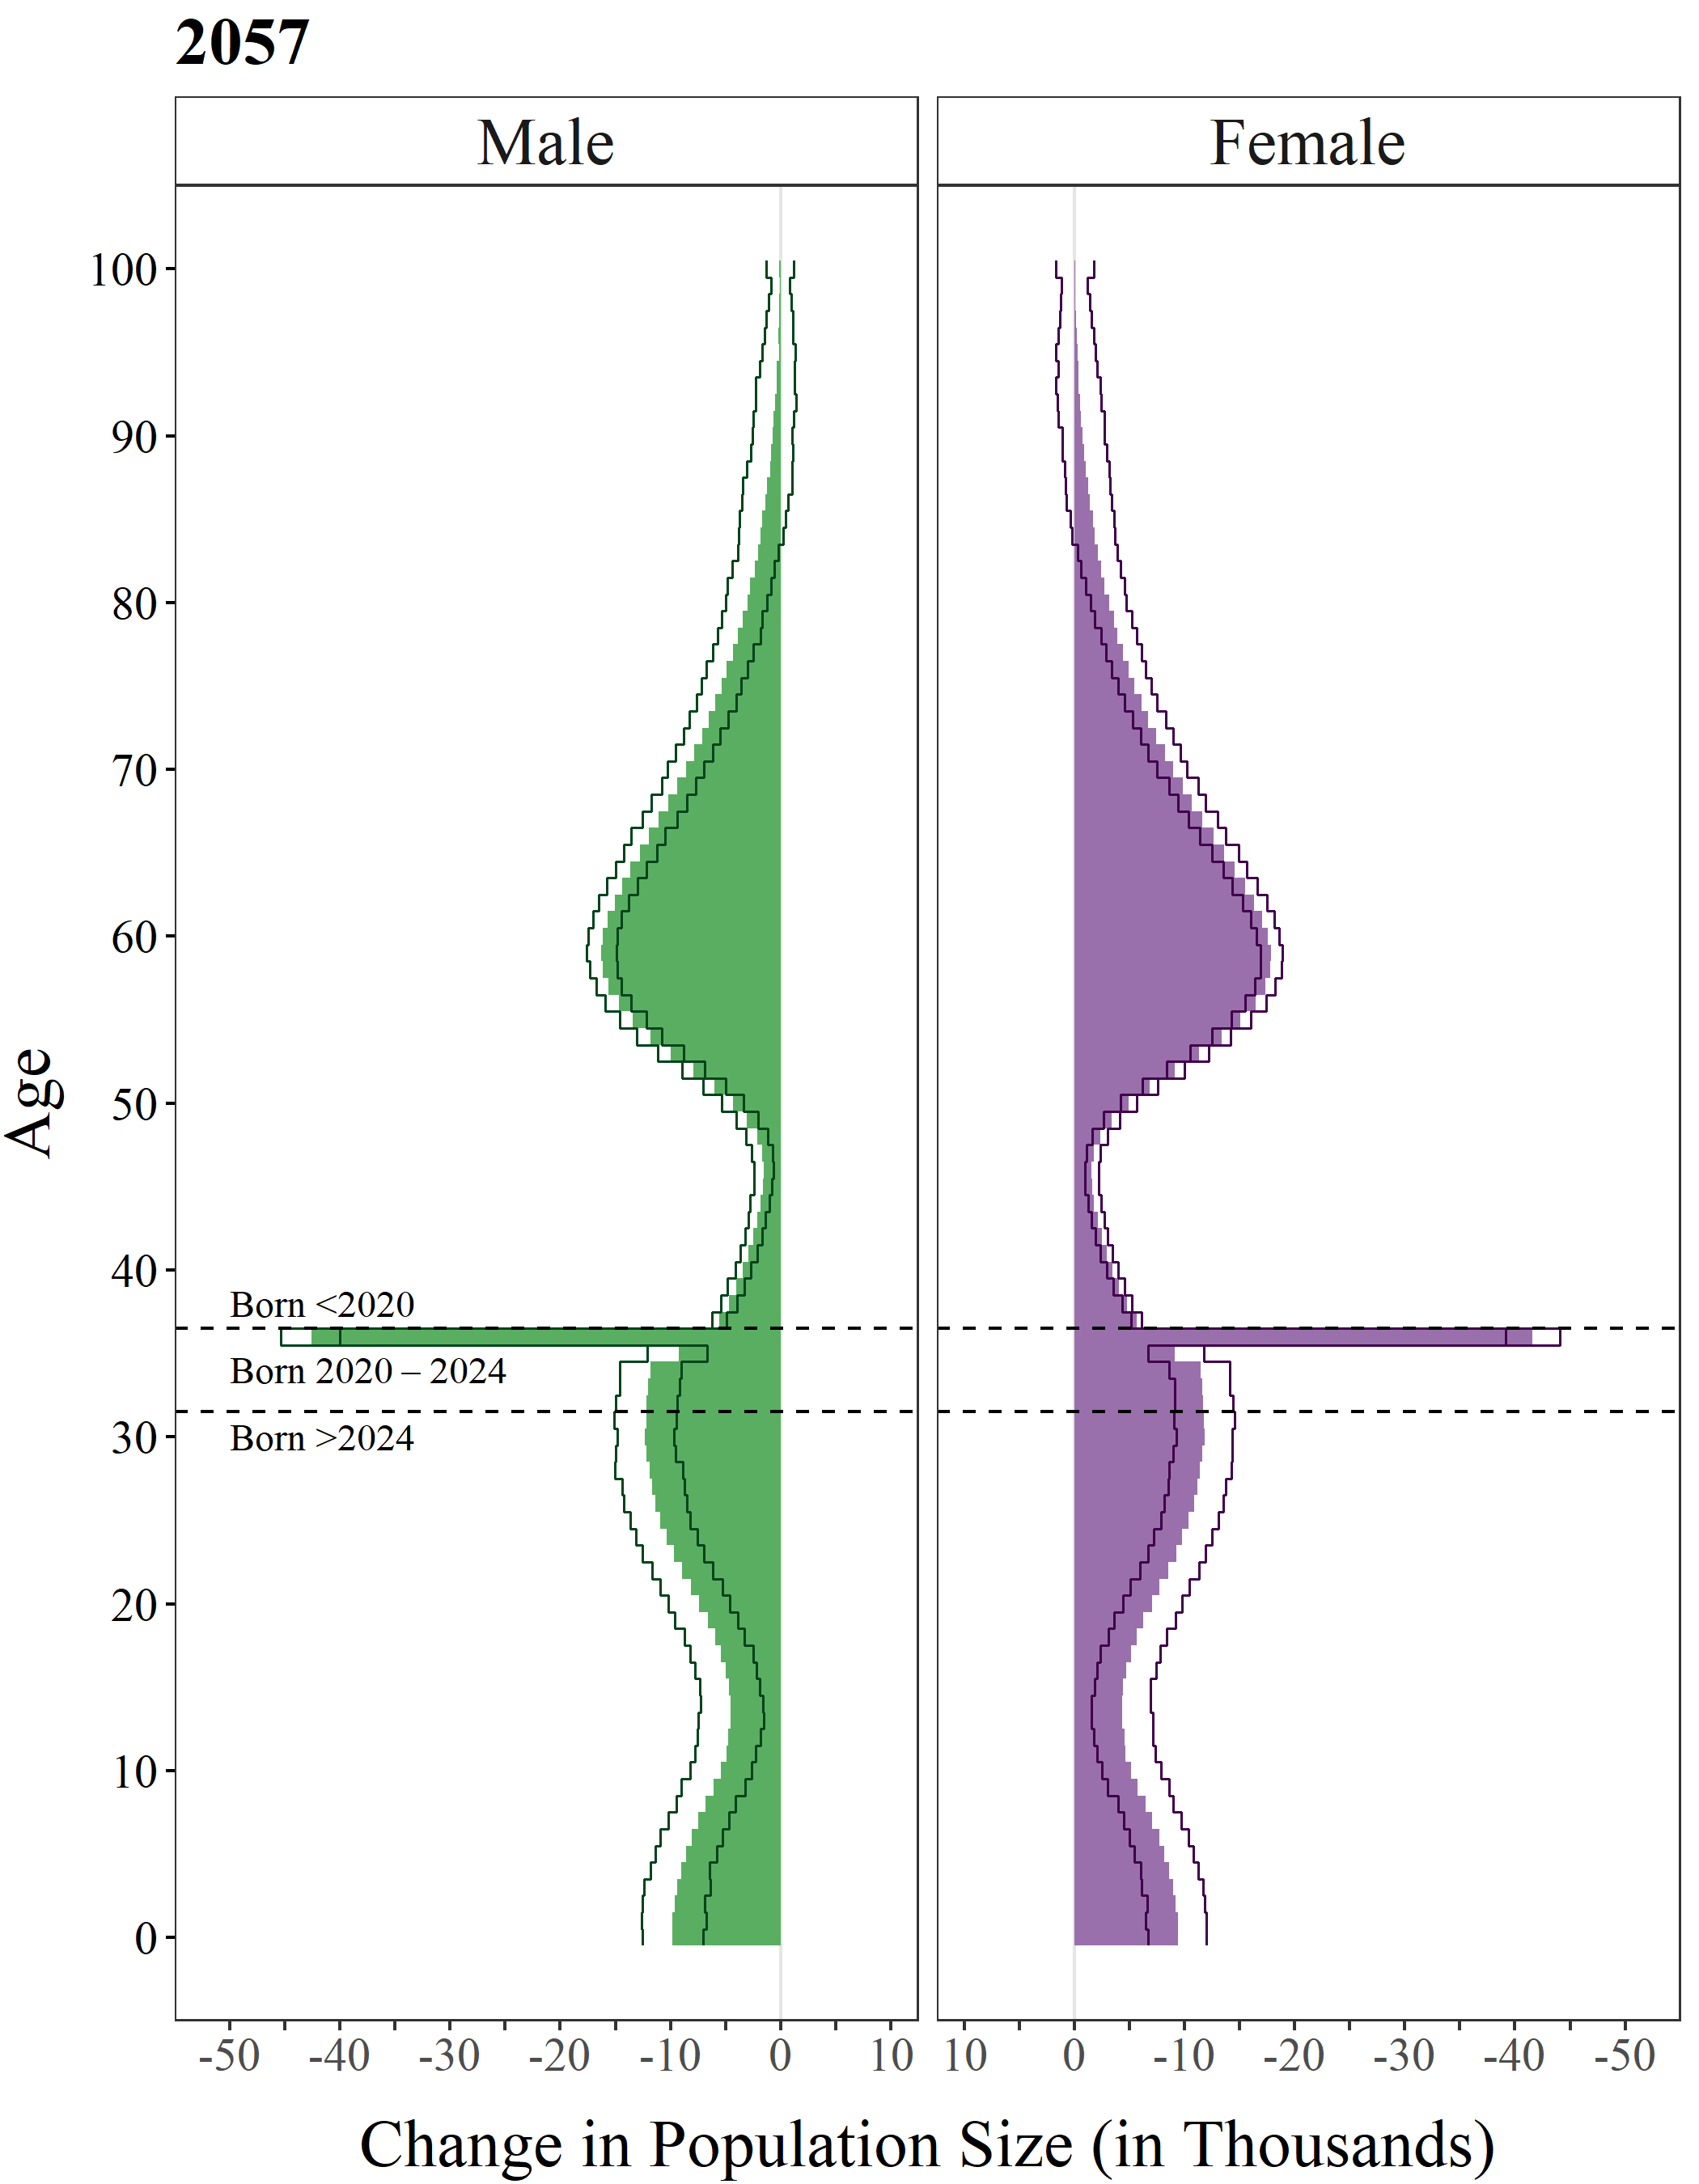 2057
Male Female
100
90
80
70
60
50
40
30
20
10
0
Age
Born <2020
Born 2020 – 2024
Born >2024
-50 -40 -30 -20 -10 0 10 10 0 -10 -20 -30 -40 -50
Change in Population Size (in Thousands)